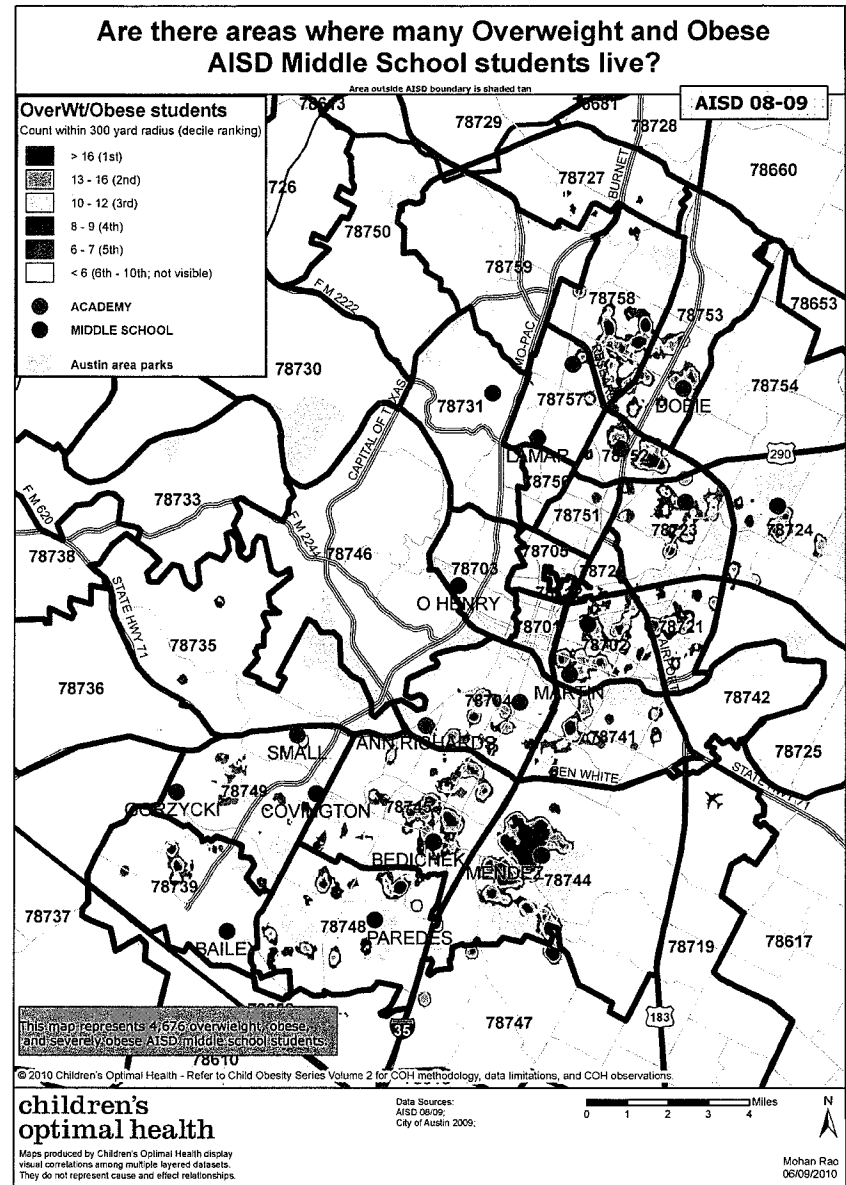 Are there areas where many Overweight and Obese
AISD Middle School students live?
Area outside AISD boundary is shaded tan
AISD 08-09
OverWt/Obese students
Count within 300 yard radius (decile ranking)
> 16 (1st)
13 - 16 (2nd)
10 - 12 (3rd)
8 - 9 (4th)
6 - 7 (5th)
< 6 (6th - 10th; not visible)
ACADEMY
MIDDLE SCHOOL
Austin area parks
78729
78728
78727
BURNET
78660
78750
78759
78758
78753
78653
F M 2222
MO-PAC
78730
78731
78757
DOBIE
78754
CAPITAL OF TEXAS
LAMAR
290
78756
78733
78751
78723
78724
F M 620
F M 2244
78738
78746
78705
78703
O HENRY
STATE HWY 71
78701
78702
78721
AIRPORT
78735
78736
MARTIN
78742
78704
78741
78725
SMALL
ANN RICHARDS
BEN WHITE
STATE HWY 71
78749
GORZYCKI
COVINGTON
78745
BEDICHEK
MENDEZ
78744
78739
78737
78748
PAREDES
BAILEY
78719
78617
35
183
78747
This map represents 4,676 overwieight, obese,
and severely obese AISD middle school students.
78610
© 2010 Children's Optimal Health - Refer to Child Obesity Series Volume 2 for COH methodology, data limitations, and COH observations.
children's
optimal health
Maps produced by Children's Optimal Health display
visual correlations among multiple layered datasets.
They do not represent cause and effect relationships.
Data Sources:
AISD 08/09;
City of Austin 2009;
Miles
0 1 2 3 4
N
Mohan Rao
06/09/2010